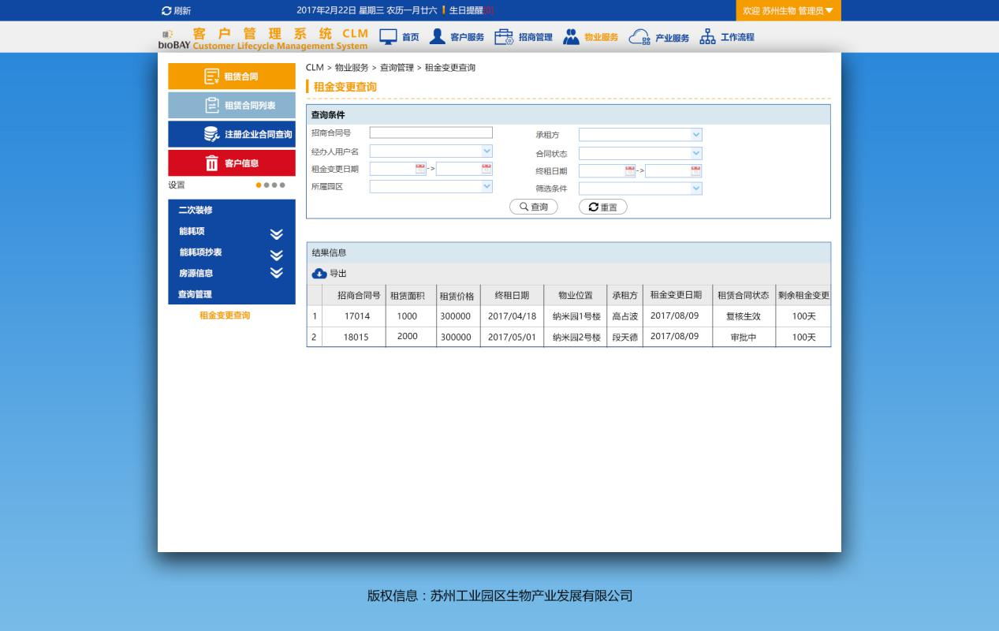 刷新 2017年2月22日 星期三 农历一月廿六 生日提醒[0] 欢迎 苏州生物 管理员
bioBAY 客户管理系统 CLM
Customer Lifecycle Management System
首页 客户服务 招商管理 物业服务 产业服务 工作流程
租赁合同
租赁合同列表
注册企业合同查询
客户信息
设置
二次装修
能耗项
能耗项抄表
房源信息
查询管理
租金变更查询
CLM > 物业服务 > 查询管理 > 租金变更查询
租金变更查询
查询条件
招商合同号 承租方
经办人用户名 合同状态
租金变更日期 -> 终租日期 ->
所属园区 筛选条件
查询 重置
结果信息
导出
招商合同号 租赁面积 租赁价格 终租日期 物业位置 承租方 租金变更日期 租赁合同状态 剩余租金变更
1 17014 1000 300000 2017/04/18 纳米园1号楼 高占波 2017/08/09 复核生效 100天
2 18015 2000 300000 2017/05/01 纳米园2号楼 段天德 2017/08/09 审批中 100天
版权信息：苏州工业园区生物产业发展有限公司